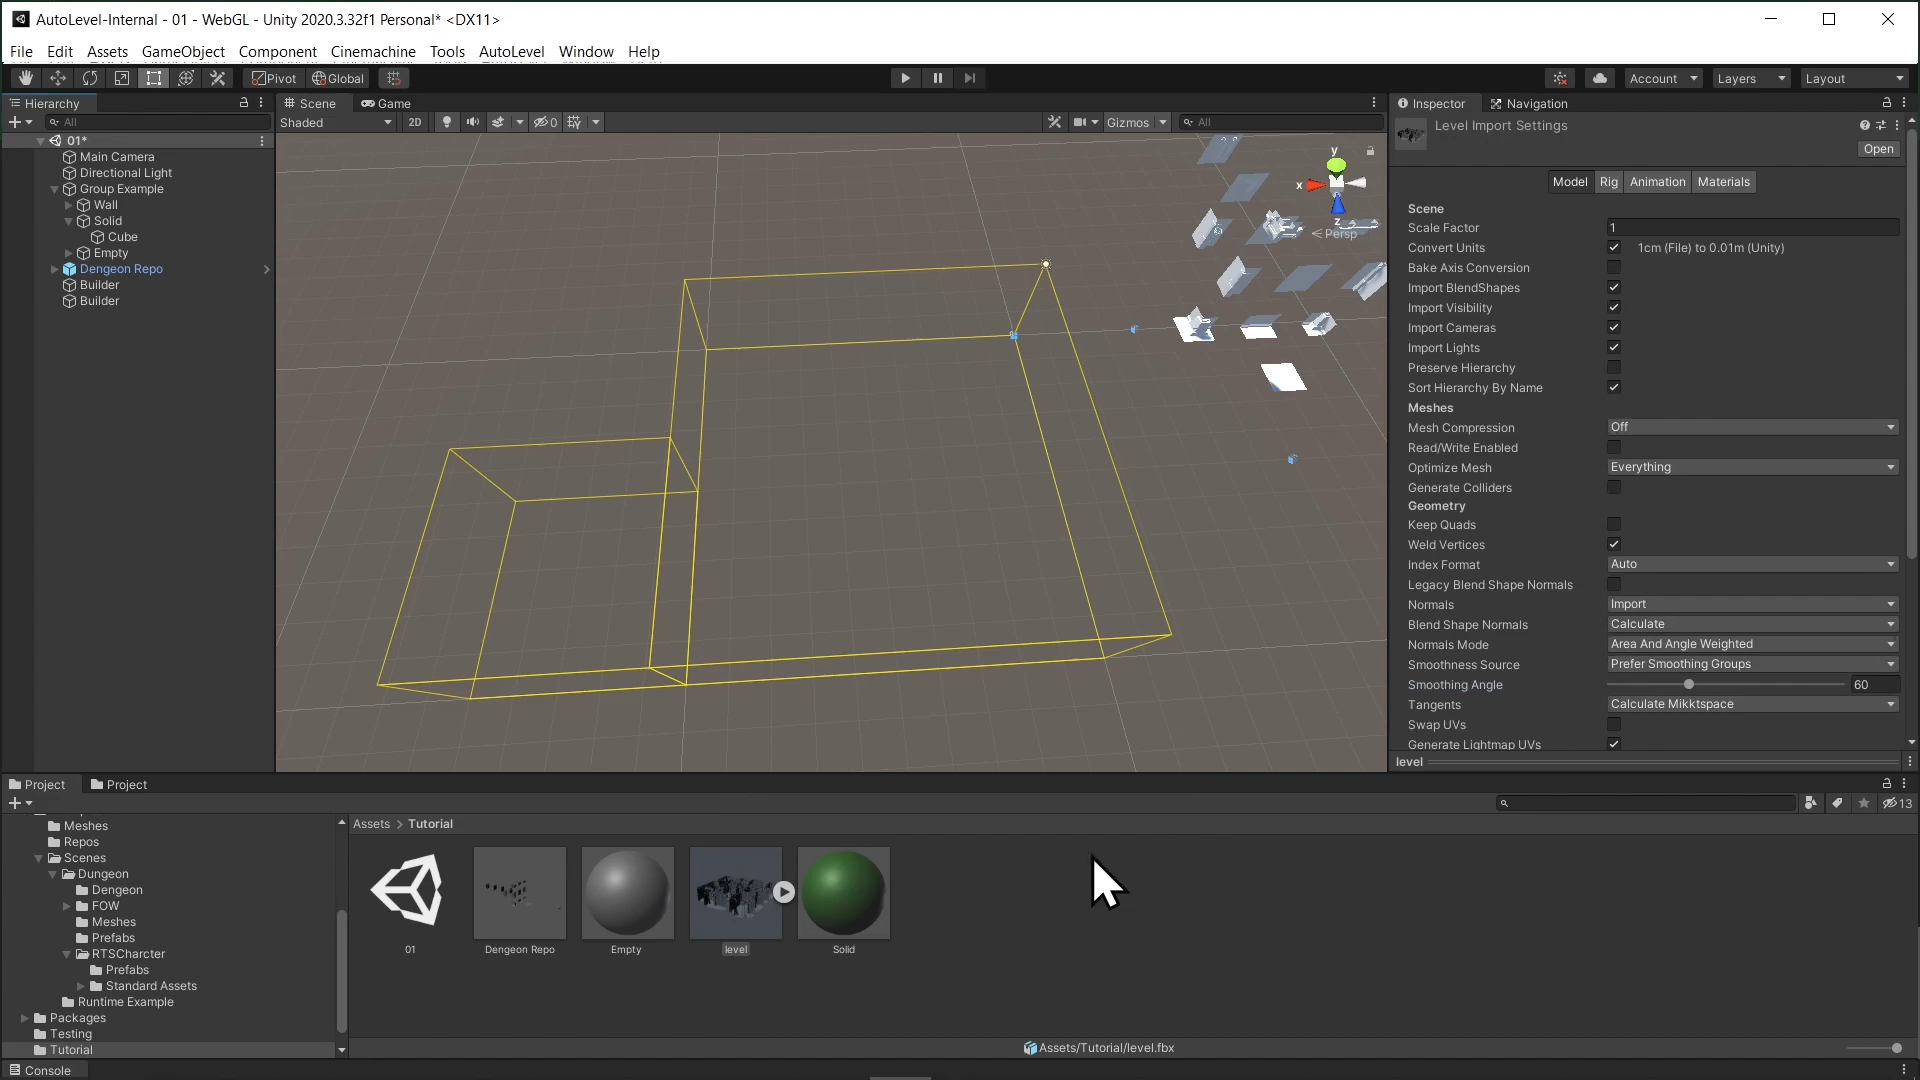 AutoLevel-Internal - 01 - WebGL - Unity 2020.3.32f1 Personal* <DX11>
File Edit Assets GameObject Component Cinemachine Tools AutoLevel Window Help
Pivot Global Account Layers Layout
Hierarchy
All
01*
Main Camera
Directional Light
Group Example
Wall
Solid
Cube
Empty
Dengeon Repo
Builder
Builder
Scene Game
Shaded 2D 0 Gizmos All
y
x
z
Persp
Inspector Navigation
Level Import Settings
Open
Model Rig Animation Materials
Scene
Scale Factor 1
Convert Units 1cm (File) to 0.01m (Unity)
Bake Axis Conversion
Import BlendShapes
Import Visibility
Import Cameras
Import Lights
Preserve Hierarchy
Sort Hierarchy By Name
Meshes
Mesh Compression Off
Read/Write Enabled
Optimize Mesh Everything
Generate Colliders
Geometry
Keep Quads
Weld Vertices
Index Format Auto
Legacy Blend Shape Normals
Normals Import
Blend Shape Normals Calculate
Normals Mode Area And Angle Weighted
Smoothness Source Prefer Smoothing Groups
Smoothing Angle 60
Tangents Calculate Mikktspace
Swap UVs
Generate Lightmap UVs
level
Project Project
13
Meshes
Repos
Scenes
Dungeon
Dengeon
FOW
Meshes
Prefabs
RTSCharcter
Prefabs
Standard Assets
Runtime Example
Packages
Testing
Tutorial
Assets > Tutorial
01 Dengeon Repo Empty level Solid
Assets/Tutorial/level.fbx
Console